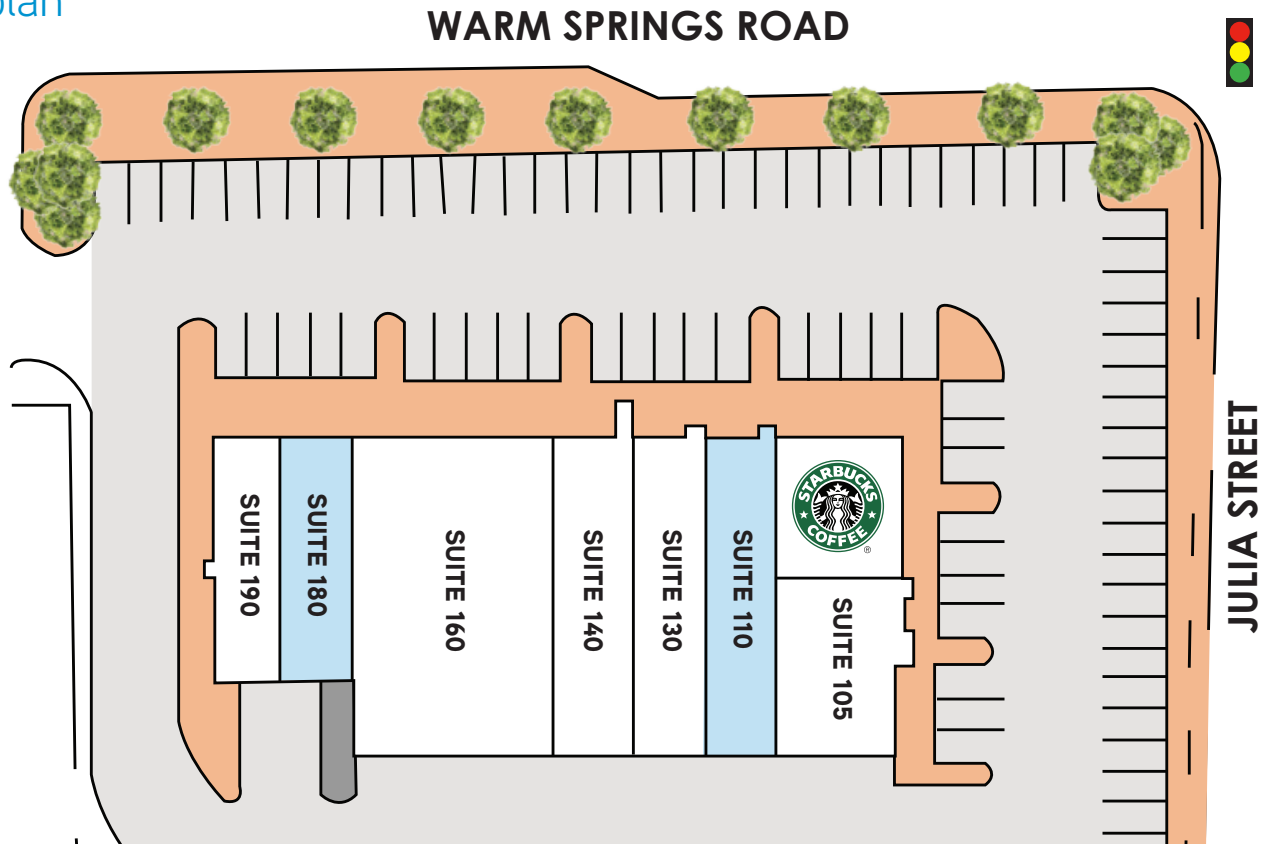 plan
WARM SPRINGS ROAD
JULIA STREET
SUITE 190
SUITE 180
SUITE 160
SUITE 140
SUITE 130
SUITE 110
STARBUCKS
COFFEE
®
SUITE 105